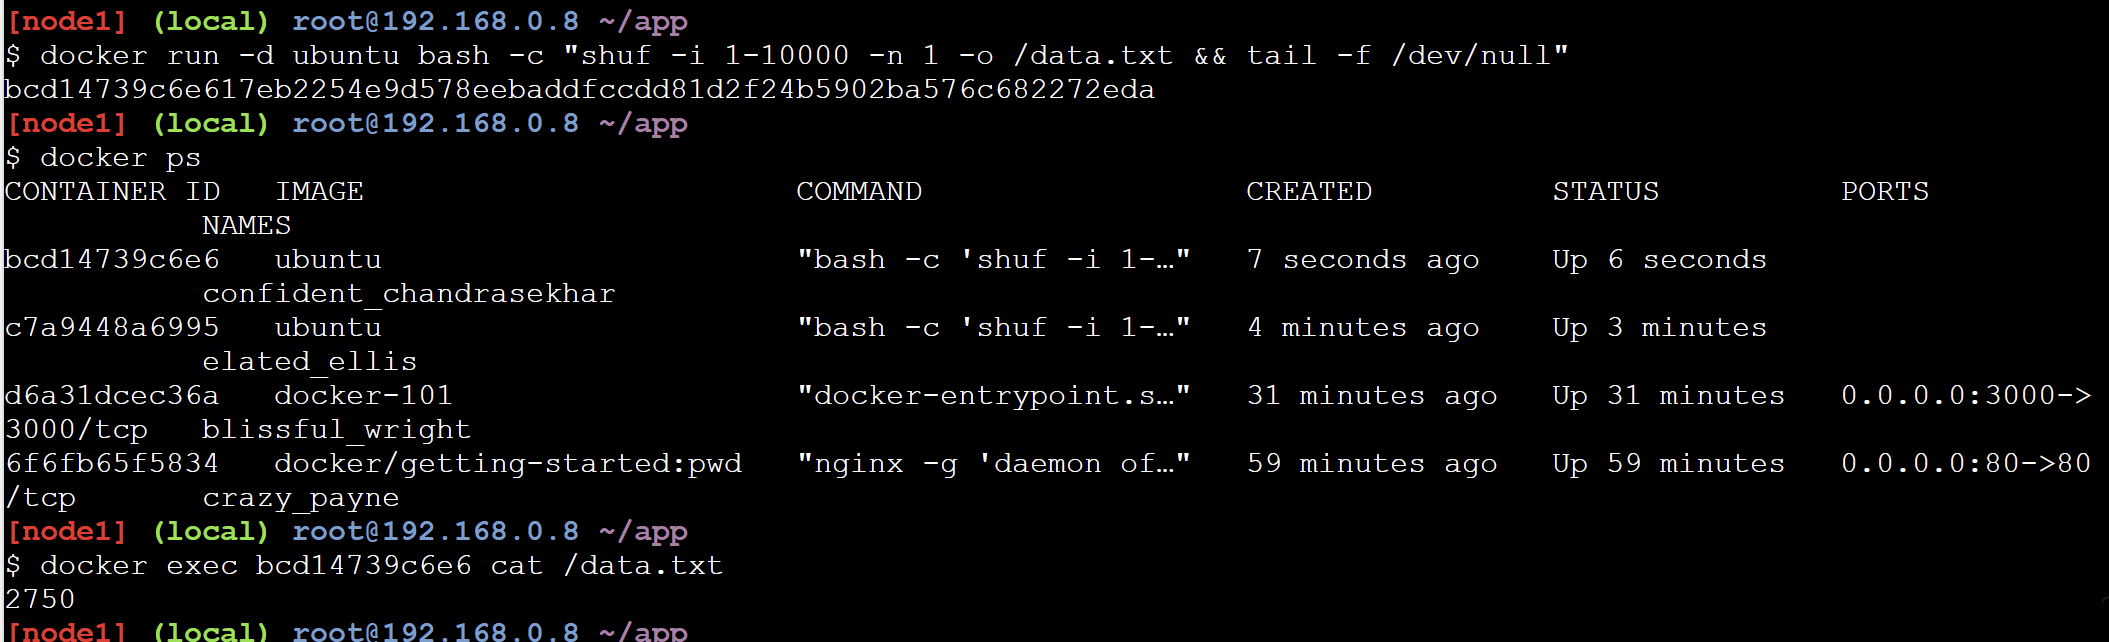 [node1] (local) root@192.168.0.8 ~/app
$ docker run -d ubuntu bash -c "shuf -i 1-10000 -n 1 -o /data.txt && tail -f /dev/null"
bcd14739c6e617eb2254e9d578eebaddfccdd81d2f24b5902ba576c682272eda
[node1] (local) root@192.168.0.8 ~/app
$ docker ps
CONTAINER ID   IMAGE                        COMMAND                  CREATED          STATUS          PORTS
           NAMES
bcd14739c6e6   ubuntu                       "bash -c 'shuf -i 1-…"   7 seconds ago    Up 6 seconds
           confident_chandrasekhar
c7a9448a6995   ubuntu                       "bash -c 'shuf -i 1-…"   4 minutes ago    Up 3 minutes
           elated_ellis
d6a31dcec36a   docker-101                   "docker-entrypoint.s…"   31 minutes ago   Up 31 minutes   0.0.0.0:3000->
3000/tcp   blissful_wright
6f6fb65f5834   docker/getting-started:pwd   "nginx -g 'daemon of…"   59 minutes ago   Up 59 minutes   0.0.0.0:80->80
/tcp       crazy_payne
[node1] (local) root@192.168.0.8 ~/app
$ docker exec bcd14739c6e6 cat /data.txt
2750
[node1] (local) root@192.168.0.8 ~/app